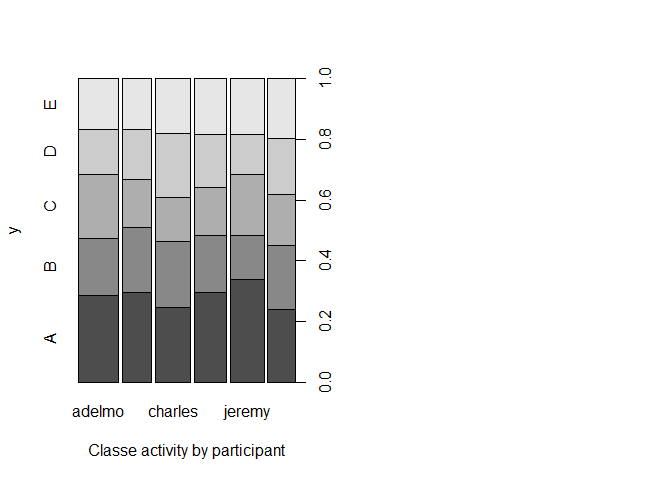 E
D
C
B
A
y
1.0
0.8
0.6
0.4
0.2
0.0
adelmo charles jeremy
Classe activity by participant